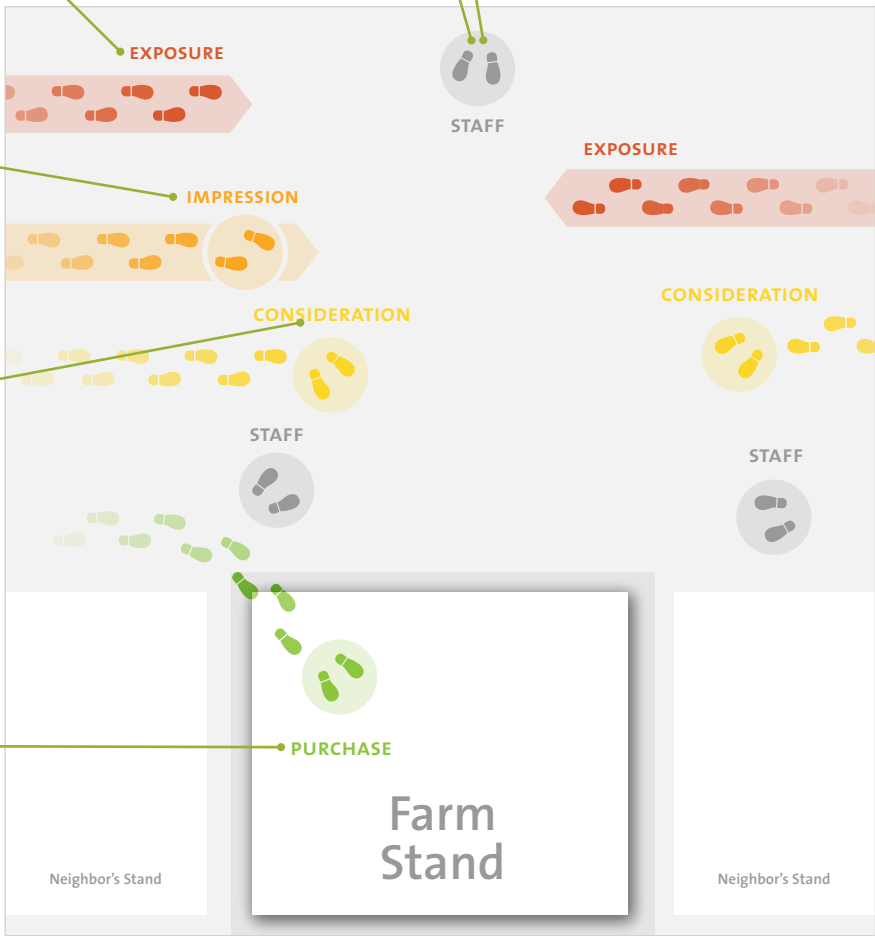 EXPOSURE
STAFF
EXPOSURE
IMPRESSION
CONSIDERATION
CONSIDERATION
STAFF
STAFF
PURCHASE
Farm
Stand
Neighbor’s Stand
Neighbor’s Stand